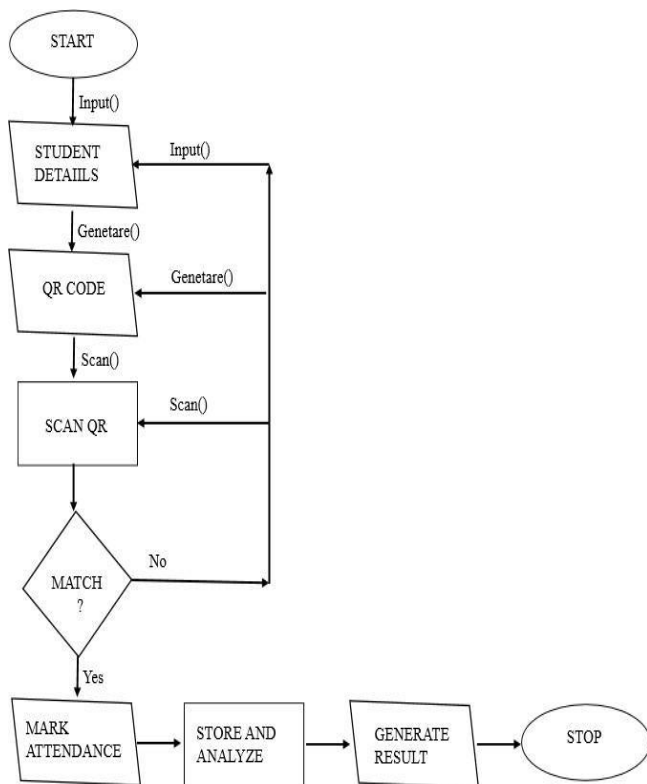 START
Input()
STUDENT
DETAIILS
Input()
Genetare()
QR CODE
Genetare()
Scan()
SCAN QR
Scan()
MATCH
?
No
Yes
MARK
ATTENDANCE
STORE AND
ANALYZE
GENERATE
RESULT
STOP